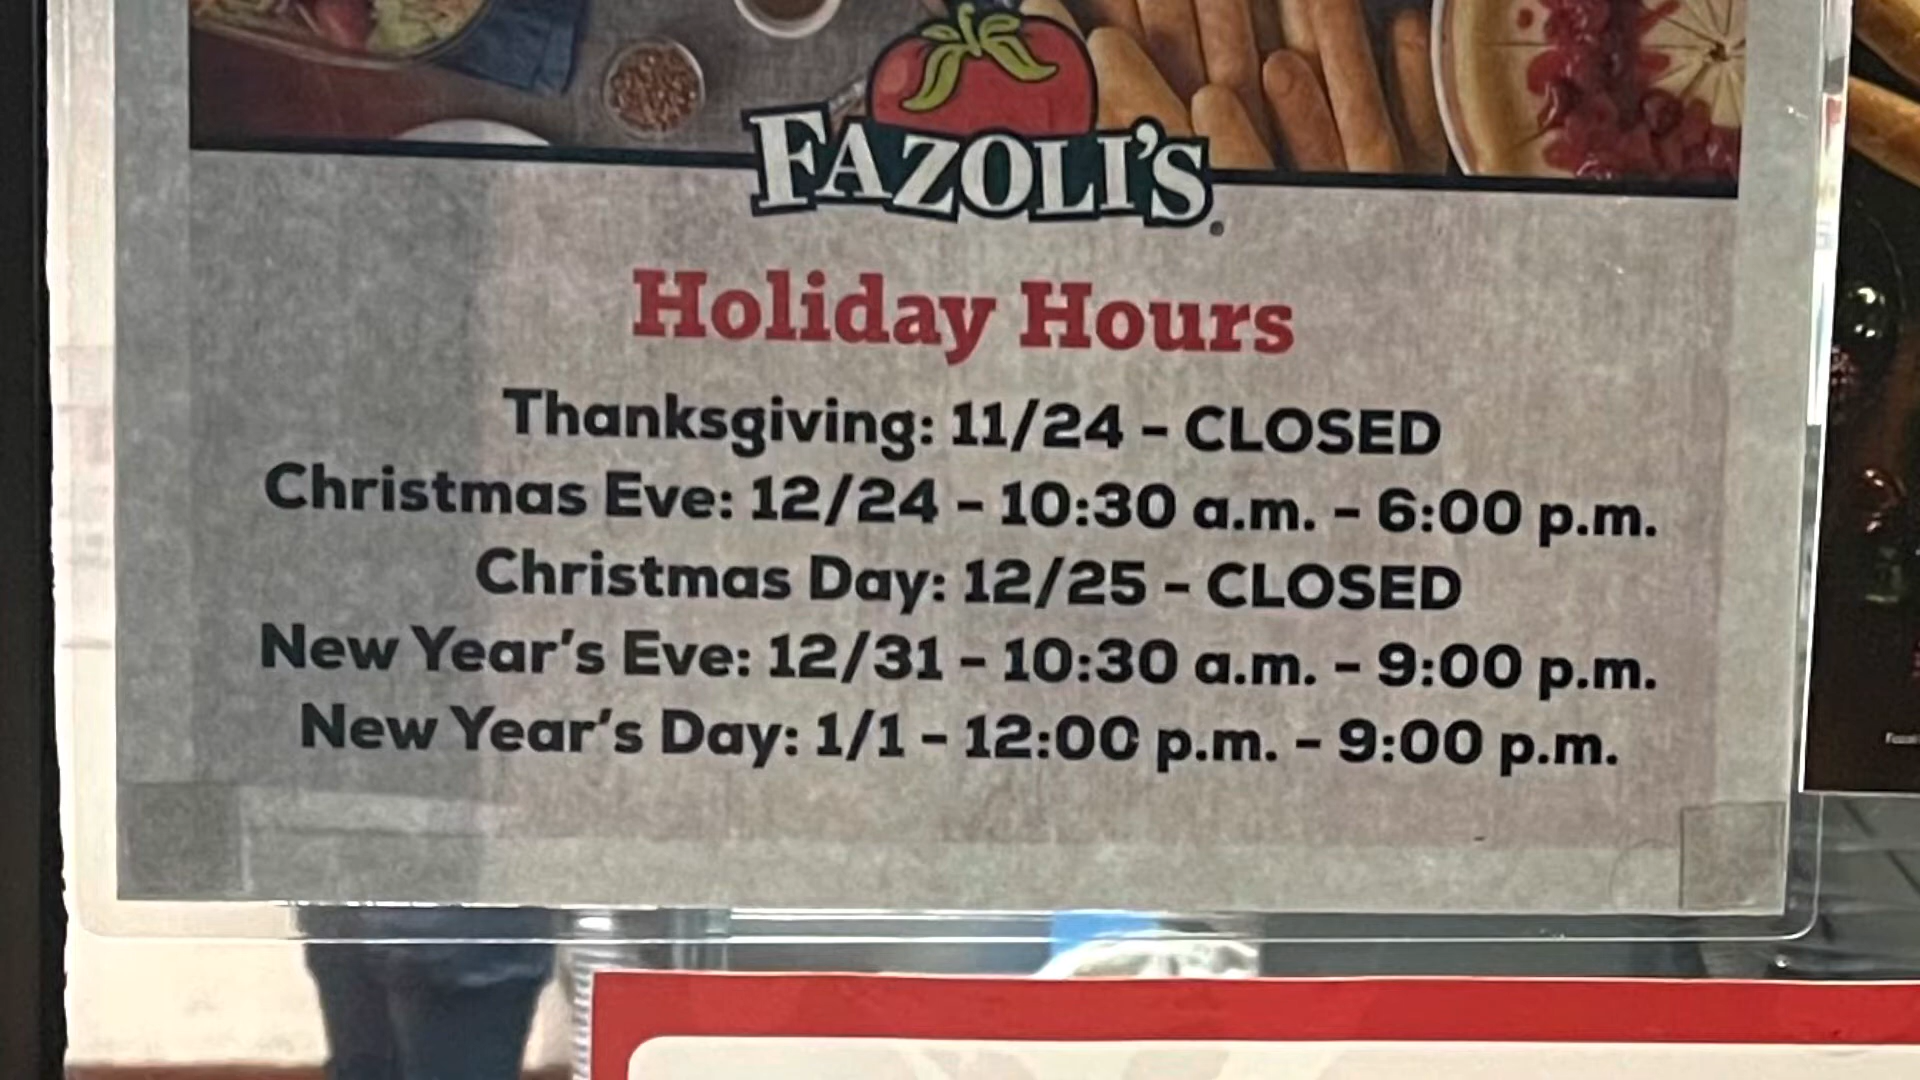 FAZOLI'S®
Holiday Hours
Thanksgiving: 11/24 - CLOSED
Christmas Eve: 12/24 - 10:30 a.m. - 6:00 p.m.
Christmas Day: 12/25 - CLOSED
New Year's Eve: 12/31 - 10:30 a.m. - 9:00 p.m.
New Year's Day: 1/1 - 12:00 p.m. - 9:00 p.m.